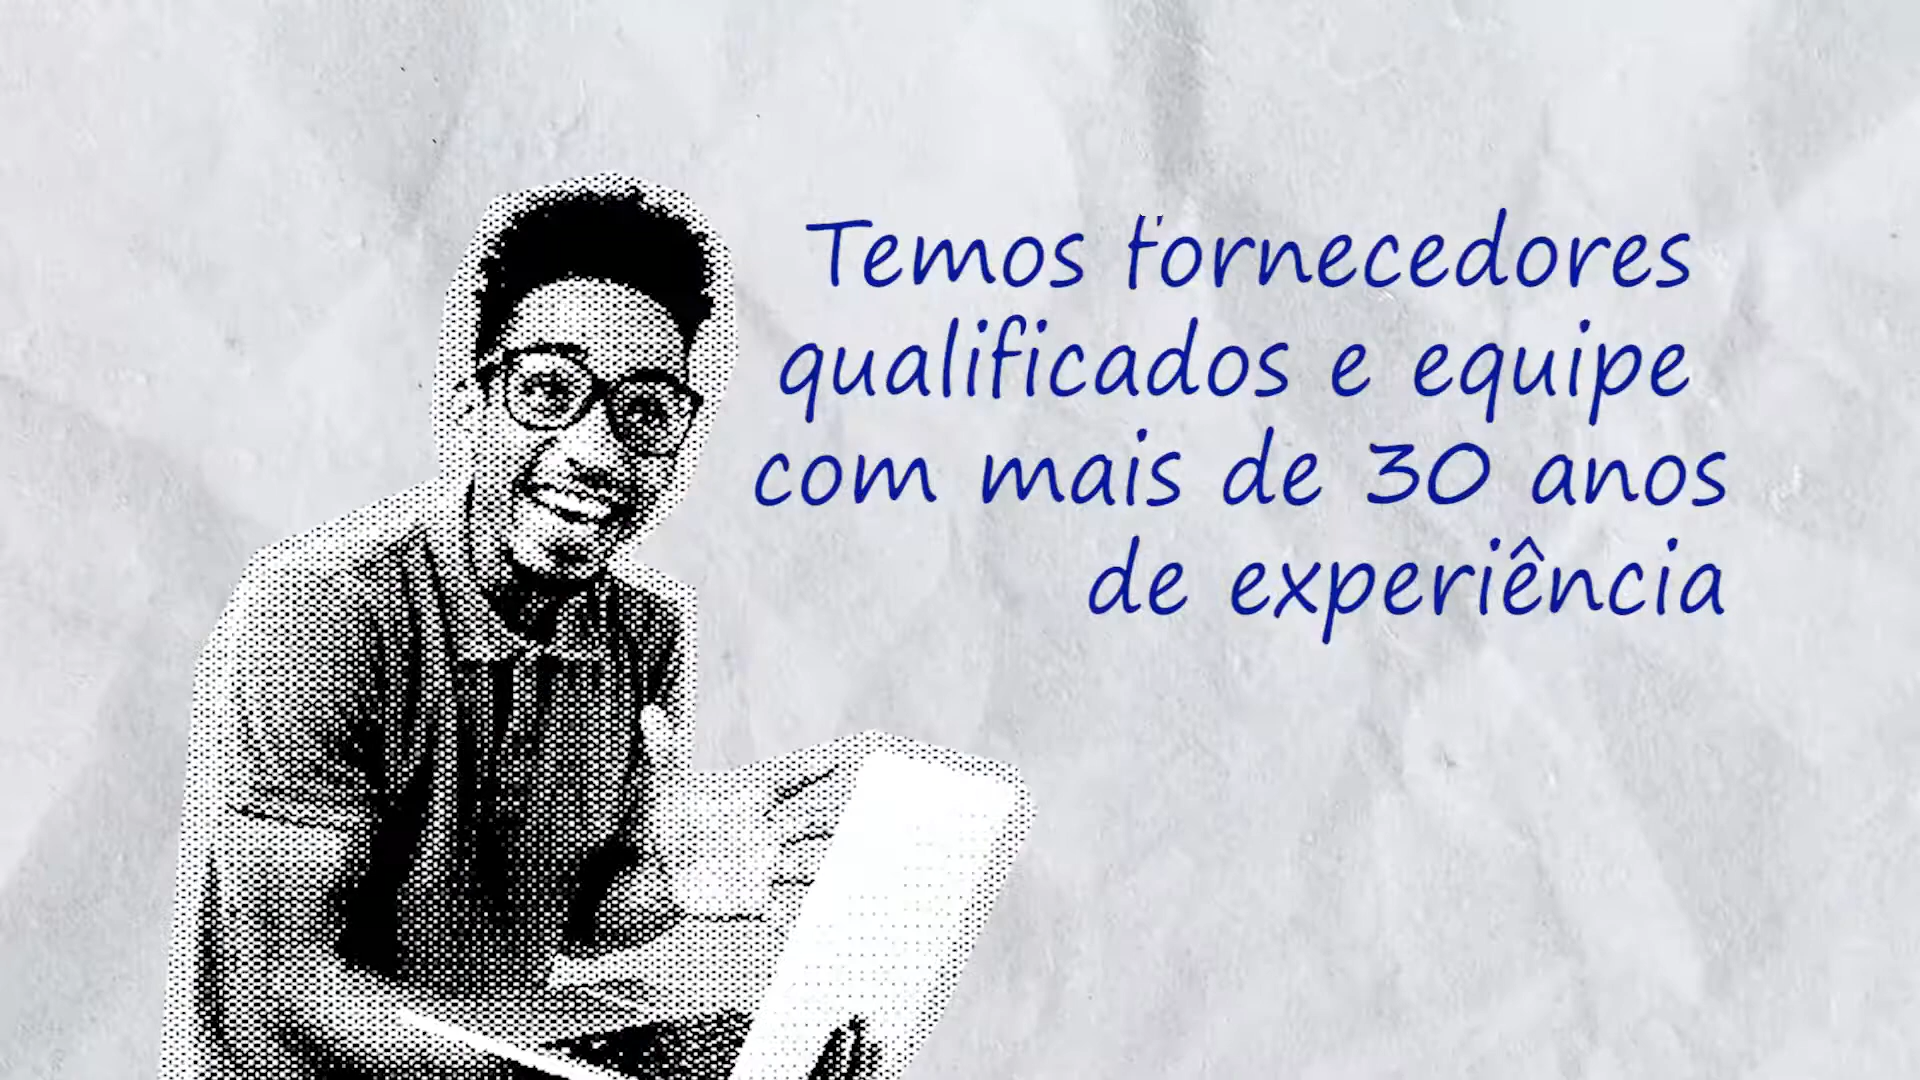 Temos fornecedores
qualificados e equipe
com mais de 30 anos
de experiência